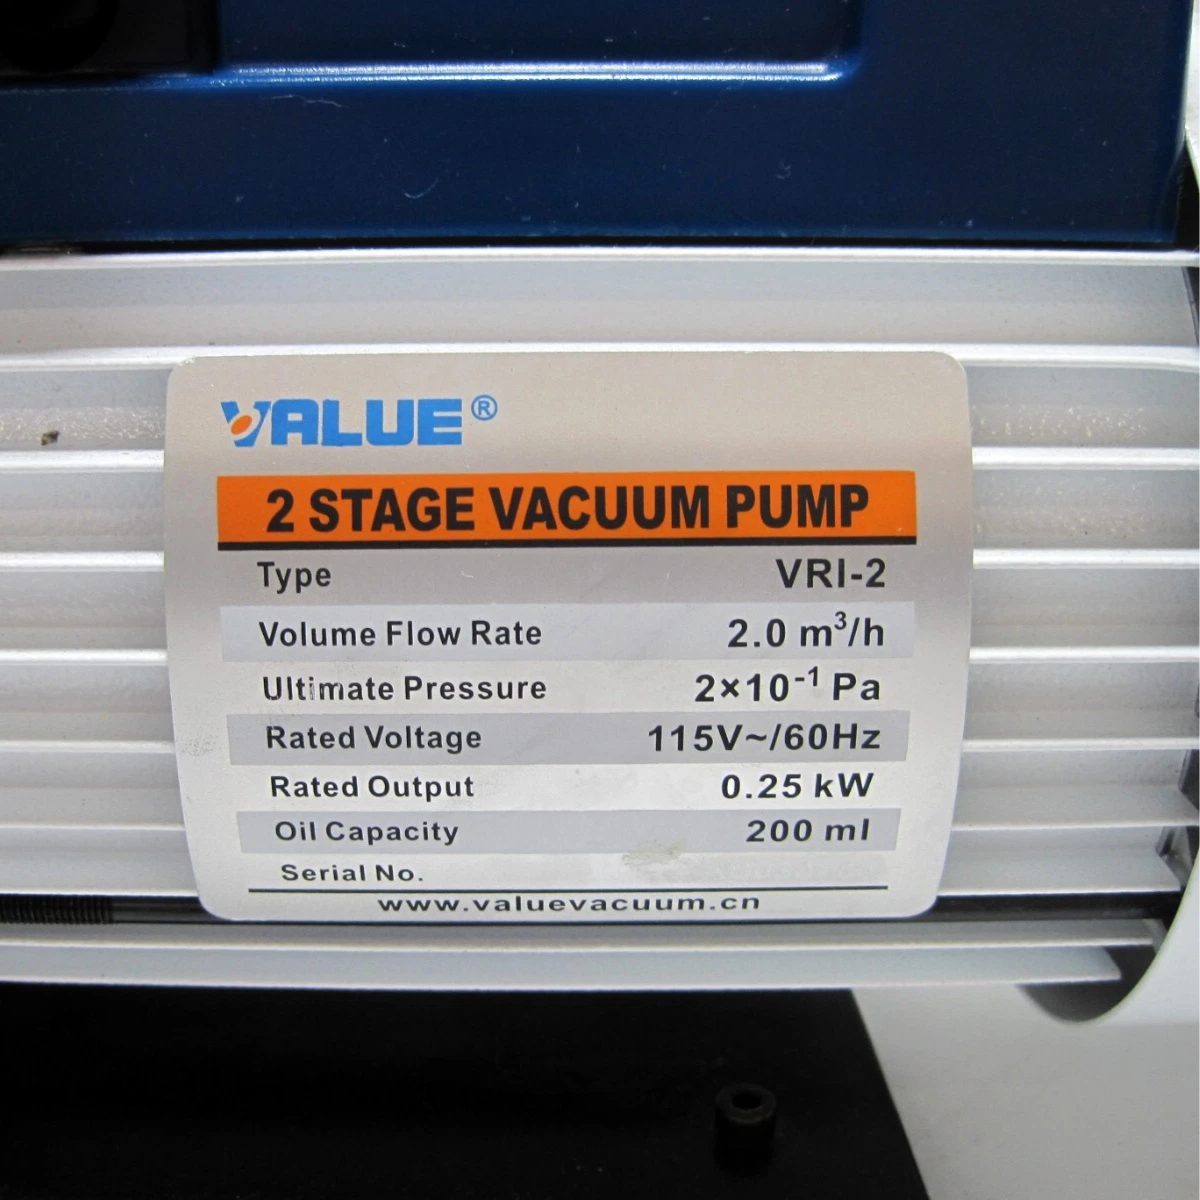 VALUE®
2 STAGE VACUUM PUMP
Type VRI-2
Volume Flow Rate 2.0 m³/h
Ultimate Pressure 2×10⁻¹ Pa
Rated Voltage 115V~/60Hz
Rated Output 0.25 kW
Oil Capacity 200 ml
Serial No.
www.valuevacuum.cn